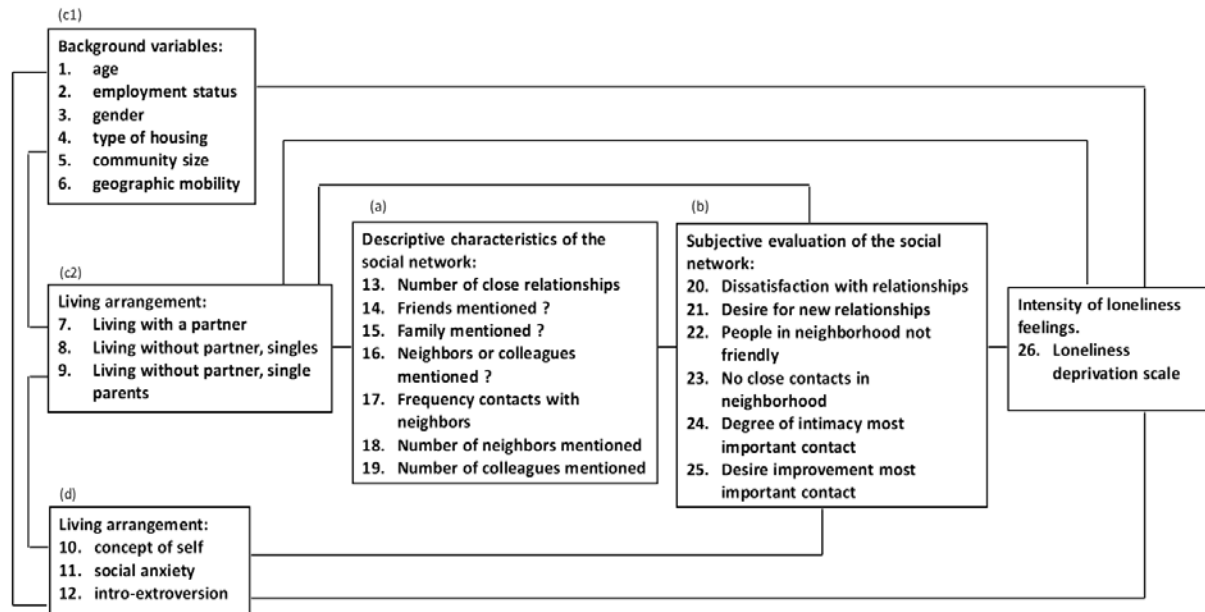 (c1)
Background variables:
1. age
2. employment status
3. gender
4. type of housing
5. community size
6. geographic mobility
(c2)
Living arrangement:
7. Living with a partner
8. Living without partner, singles
9. Living without partner, single
parents
(d)
Living arrangement:
10. concept of self
11. social anxiety
12. intro-extroversion
(a)
Descriptive characteristics of the
social network:
13. Number of close relationships
14. Friends mentioned ?
15. Family mentioned ?
16. Neighbors or colleagues
mentioned ?
17. Frequency contacts with
neighbors
18. Number of neighbors mentioned
19. Number of colleagues mentioned
(b)
Subjective evaluation of the social
network:
20. Dissatisfaction with relationships
21. Desire for new relationships
22. People in neighborhood not
friendly
23. No close contacts in
neighborhood
24. Degree of intimacy most
important contact
25. Desire improvement most
important contact
Intensity of loneliness
feelings.
26. Loneliness
deprivation scale